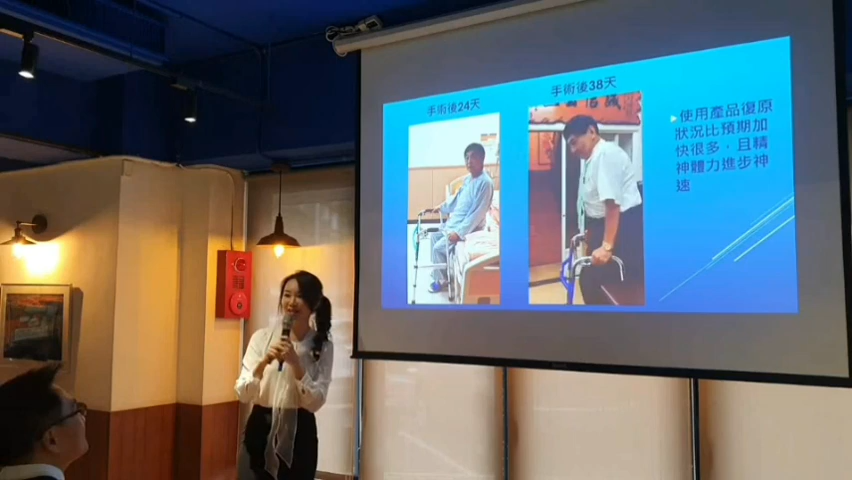 手術後24天
手術後38天
使用產品復原
狀況比預期加
快很多，且精
神體力進步神
速